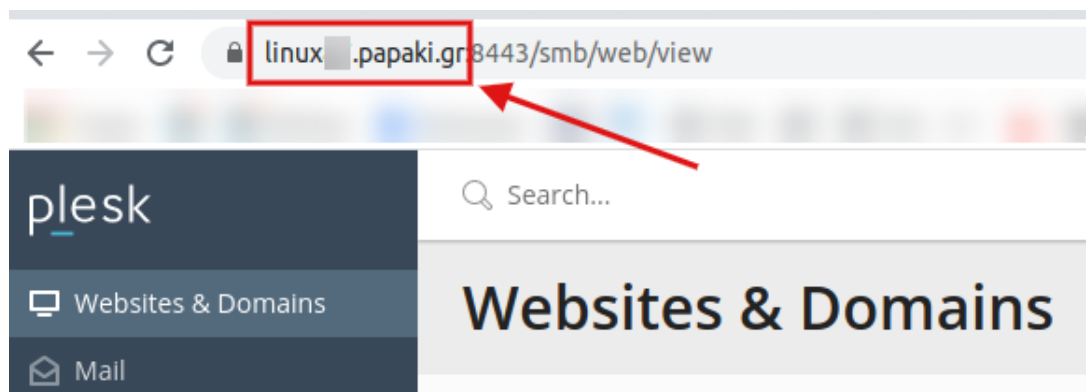 linux .papaki.gr:8443/smb/web/view
plesk
Search...
Websites & Domains
Websites & Domains
Mail